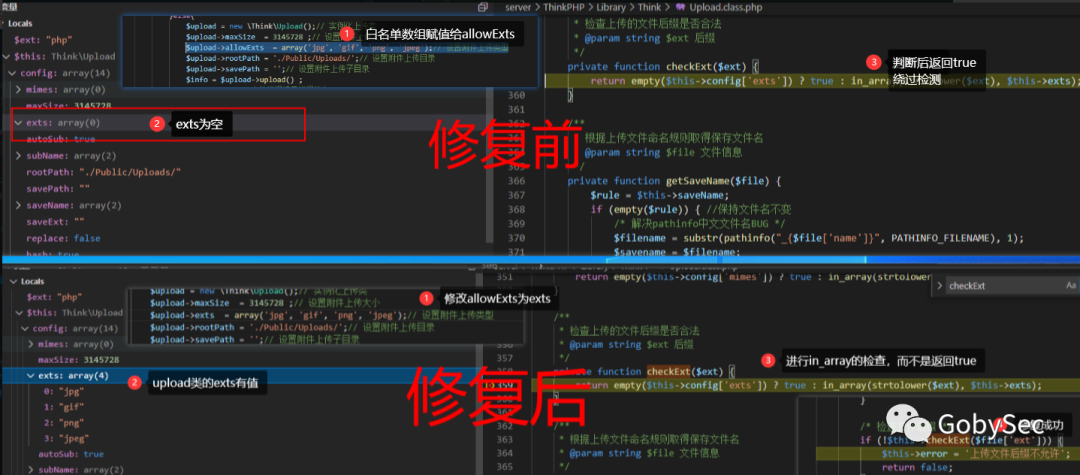 变量
Locals
$ext: "php"
$this: Think\Upload
config: array(14)
mimes: array(0)
maxSize: 3145728
exts: array(0)
autoSub: true
subName: array(2)
rootPath: "./Public/Uploads/"
savePath: ""
saveName: array(2)
saveExt: ""
replace: false
hash: true
2 exts为空
}else{
$upload = new \Think\Upload();// 实例化上传类
$upload->maxSize = 3145728 ;// 设置附件上传大小
$upload->allowExts = array('jpg', 'gif', 'png', 'jpeg');// 设置附件上传类型
$upload->rootPath = './Public/Uploads/';// 设置附件上传根目录
$upload->savePath = '';// 设置附件上传子目录
$info = $upload->upload() ;
1 白名单数组赋值给allowExts
修复前
server > ThinkPHP > Library > Think > Upload.class.php
* 检查上传的文件后缀是否合法
* @param string $ext 后缀
*/
private function checkExt($ext) {
return empty($this->config['exts']) ? true : in_array(strtolower($ext), $this->exts);
360 }
3 判断后返回true
绕过检测
362 /**
根据上传文件命名规则取得保存文件名
* @param string $file 文件信息
*/
366 private function getSaveName($file) {
367 $rule = $this->saveName;
368 if (empty($rule)) { //保持文件名不变
369 /* 解决pathinfo中文文件名BUG */
370 $filename = substr(pathinfo("_{$file['name']}", PATHINFO_FILENAME), 1);
371 $savename = $filename;
Locals
$ext: "php"
$this: Think\Upload
config: array(14)
mimes: array(0)
maxSize: 3145728
exts: array(4)
0: "jpg"
1: "gif"
2: "png"
3: "jpeg"
autoSub: true
subName: array(2)
2 upload类的exts有值
$upload = new \Think\Upload();// 实例化上传类
$upload->maxSize = 3145728 ;// 设置附件上传大小
$upload->exts = array('jpg', 'gif', 'png', 'jpeg');// 设置附件上传类型
$upload->rootPath = './Public/Uploads/';// 设置附件上传根目录
$upload->savePath = '';// 设置附件上传子目录
1 修改allowExts为exts
修复后
351 return empty($this->config['mimes']) ? true : in_array(strtolower
checkExt Aa
/**
* 检查上传的文件后缀是否合法
* @param string $ext 后缀
*/
private function checkExt($ext) {
359 return empty($this->config['exts']) ? true : in_array(strtolower($ext), $this->exts);
360 }
3 进行in_array的检查，而不是返回true
362 /**
363 * 根据上传文件命名规则取得保存文件名
364 * @param string $file 文件信息
365 */
}
/* 检
if (!$this->checkExt($file['ext'])) {
$this->error = '上传文件后缀不允许';
return false;
成功
GobySec